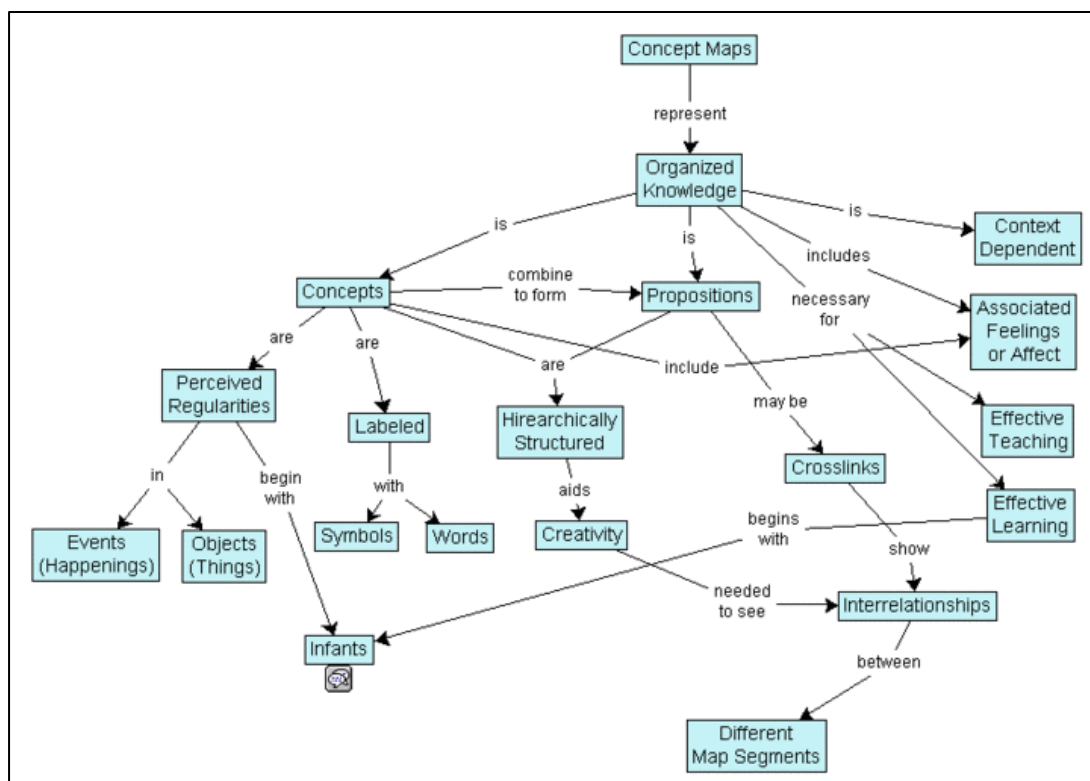 Concept Maps
represent
Organized
Knowledge
is
is
is
includes
Context
Dependent
Concepts
combine
to form
Propositions
necessary
for
Associated
Feelings
or Affect
are
are
are
include
Perceived
Regularities
Labeled
Hirearchically
Structured
may be
Effective
Teaching
Crosslinks
in
begin
with
with
aids
Effective
Learning
Events
(Happenings)
Objects
(Things)
Symbols
Words
Creativity
begins
with
show
needed
to see
Interrelationships
Infants
between
Different
Map Segments